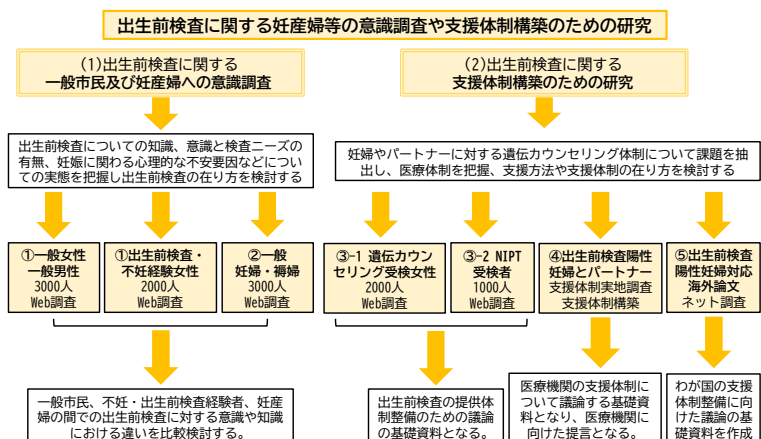 出生前検査に関する妊産婦等の意識調査や支援体制構築のための研究
(1)出生前検査に関する
一般市民及び妊産婦への意識調査
(2)出生前検査に関する
支援体制構築のための研究
出生前検査についての知識、意識と検査ニーズの
有無、妊娠に関わる心理的な不安要因などについ
ての実態を把握し出生前検査の在り方を検討する
妊婦やパートナーに対する遺伝カウンセリング体制について課題を抽
出し、医療体制を把握、支援方法や支援体制の在り方を検討する
①一般女性
一般男性
3000人
Web調査
①出生前検査・
不妊経験女性
2000人
Web調査
②一般
妊婦・褥婦
3000人
Web調査
③-1 遺伝カウン
セリング受検女性
2000人
Web調査
③-2 NIPT
受検者
1000人
Web調査
④出生前検査陽性
妊婦とパートナー
支援体制実地調査
支援体制構築
⑤出生前検査
陽性妊婦対応
海外論文
ネット調査
一般市民、不妊・出生前検査経験者、妊産
婦の間での出生前検査に対する意識や知識
における違いを比較検討する。
出生前検査の提供体
制整備のための議論
の基礎資料となる。
医療機関の支援体制に
ついて議論する基礎資
料となり、医療機関に
向けた提言となる。
わが国の支援
体制整備に向
けた議論の基
礎資料を作成